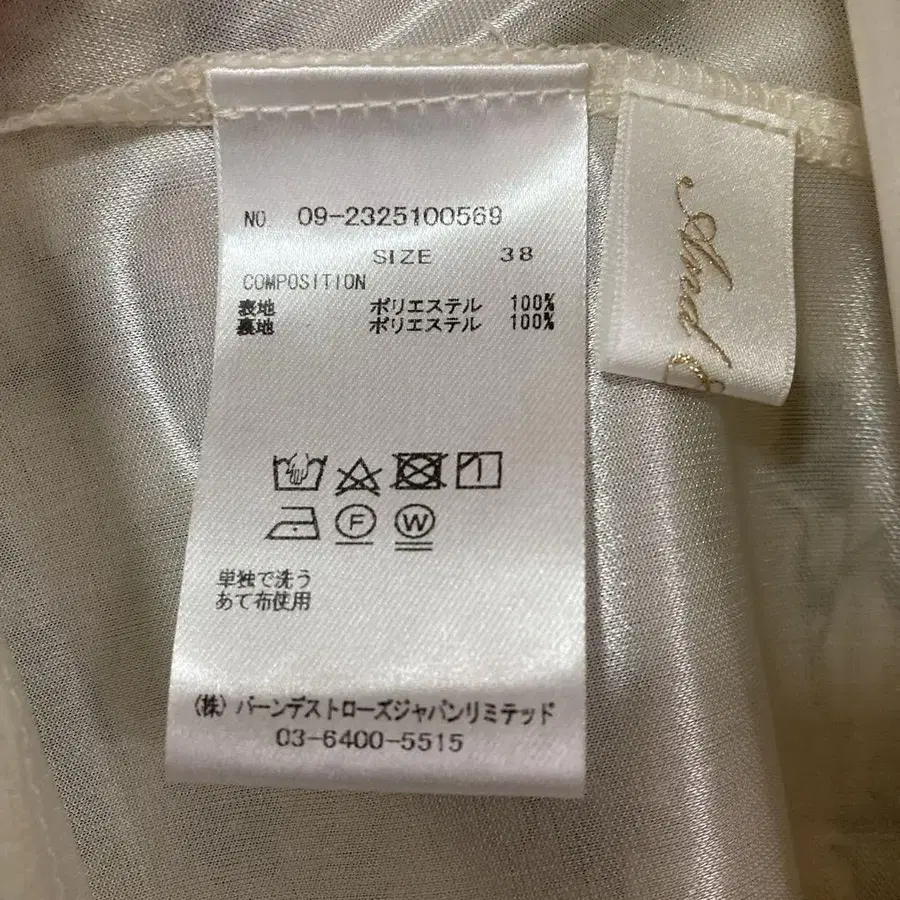 NO 09-2325100569
SIZE 38
COMPOSITION
表地 ポリエステル 100%
裏地 ポリエステル 100%
F W
単独で洗う
あて布使用
(株) バーンデストローズジャパンリミテッド
03-6400-5515
And